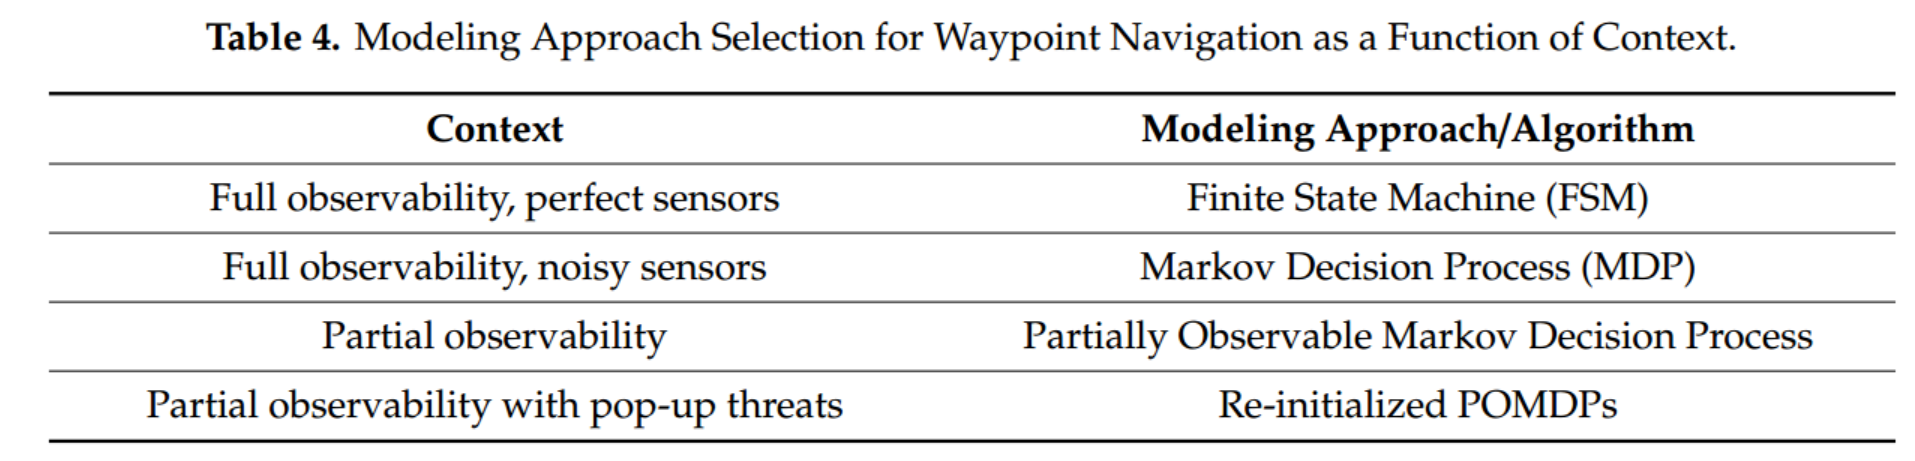 Table 4. Modeling Approach Selection for Waypoint Navigation as a Function of Context.
Context Modeling Approach/Algorithm
Full observability, perfect sensors Finite State Machine (FSM)
Full observability, noisy sensors Markov Decision Process (MDP)
Partial observability Partially Observable Markov Decision Process
Partial observability with pop-up threats Re-initialized POMDPs